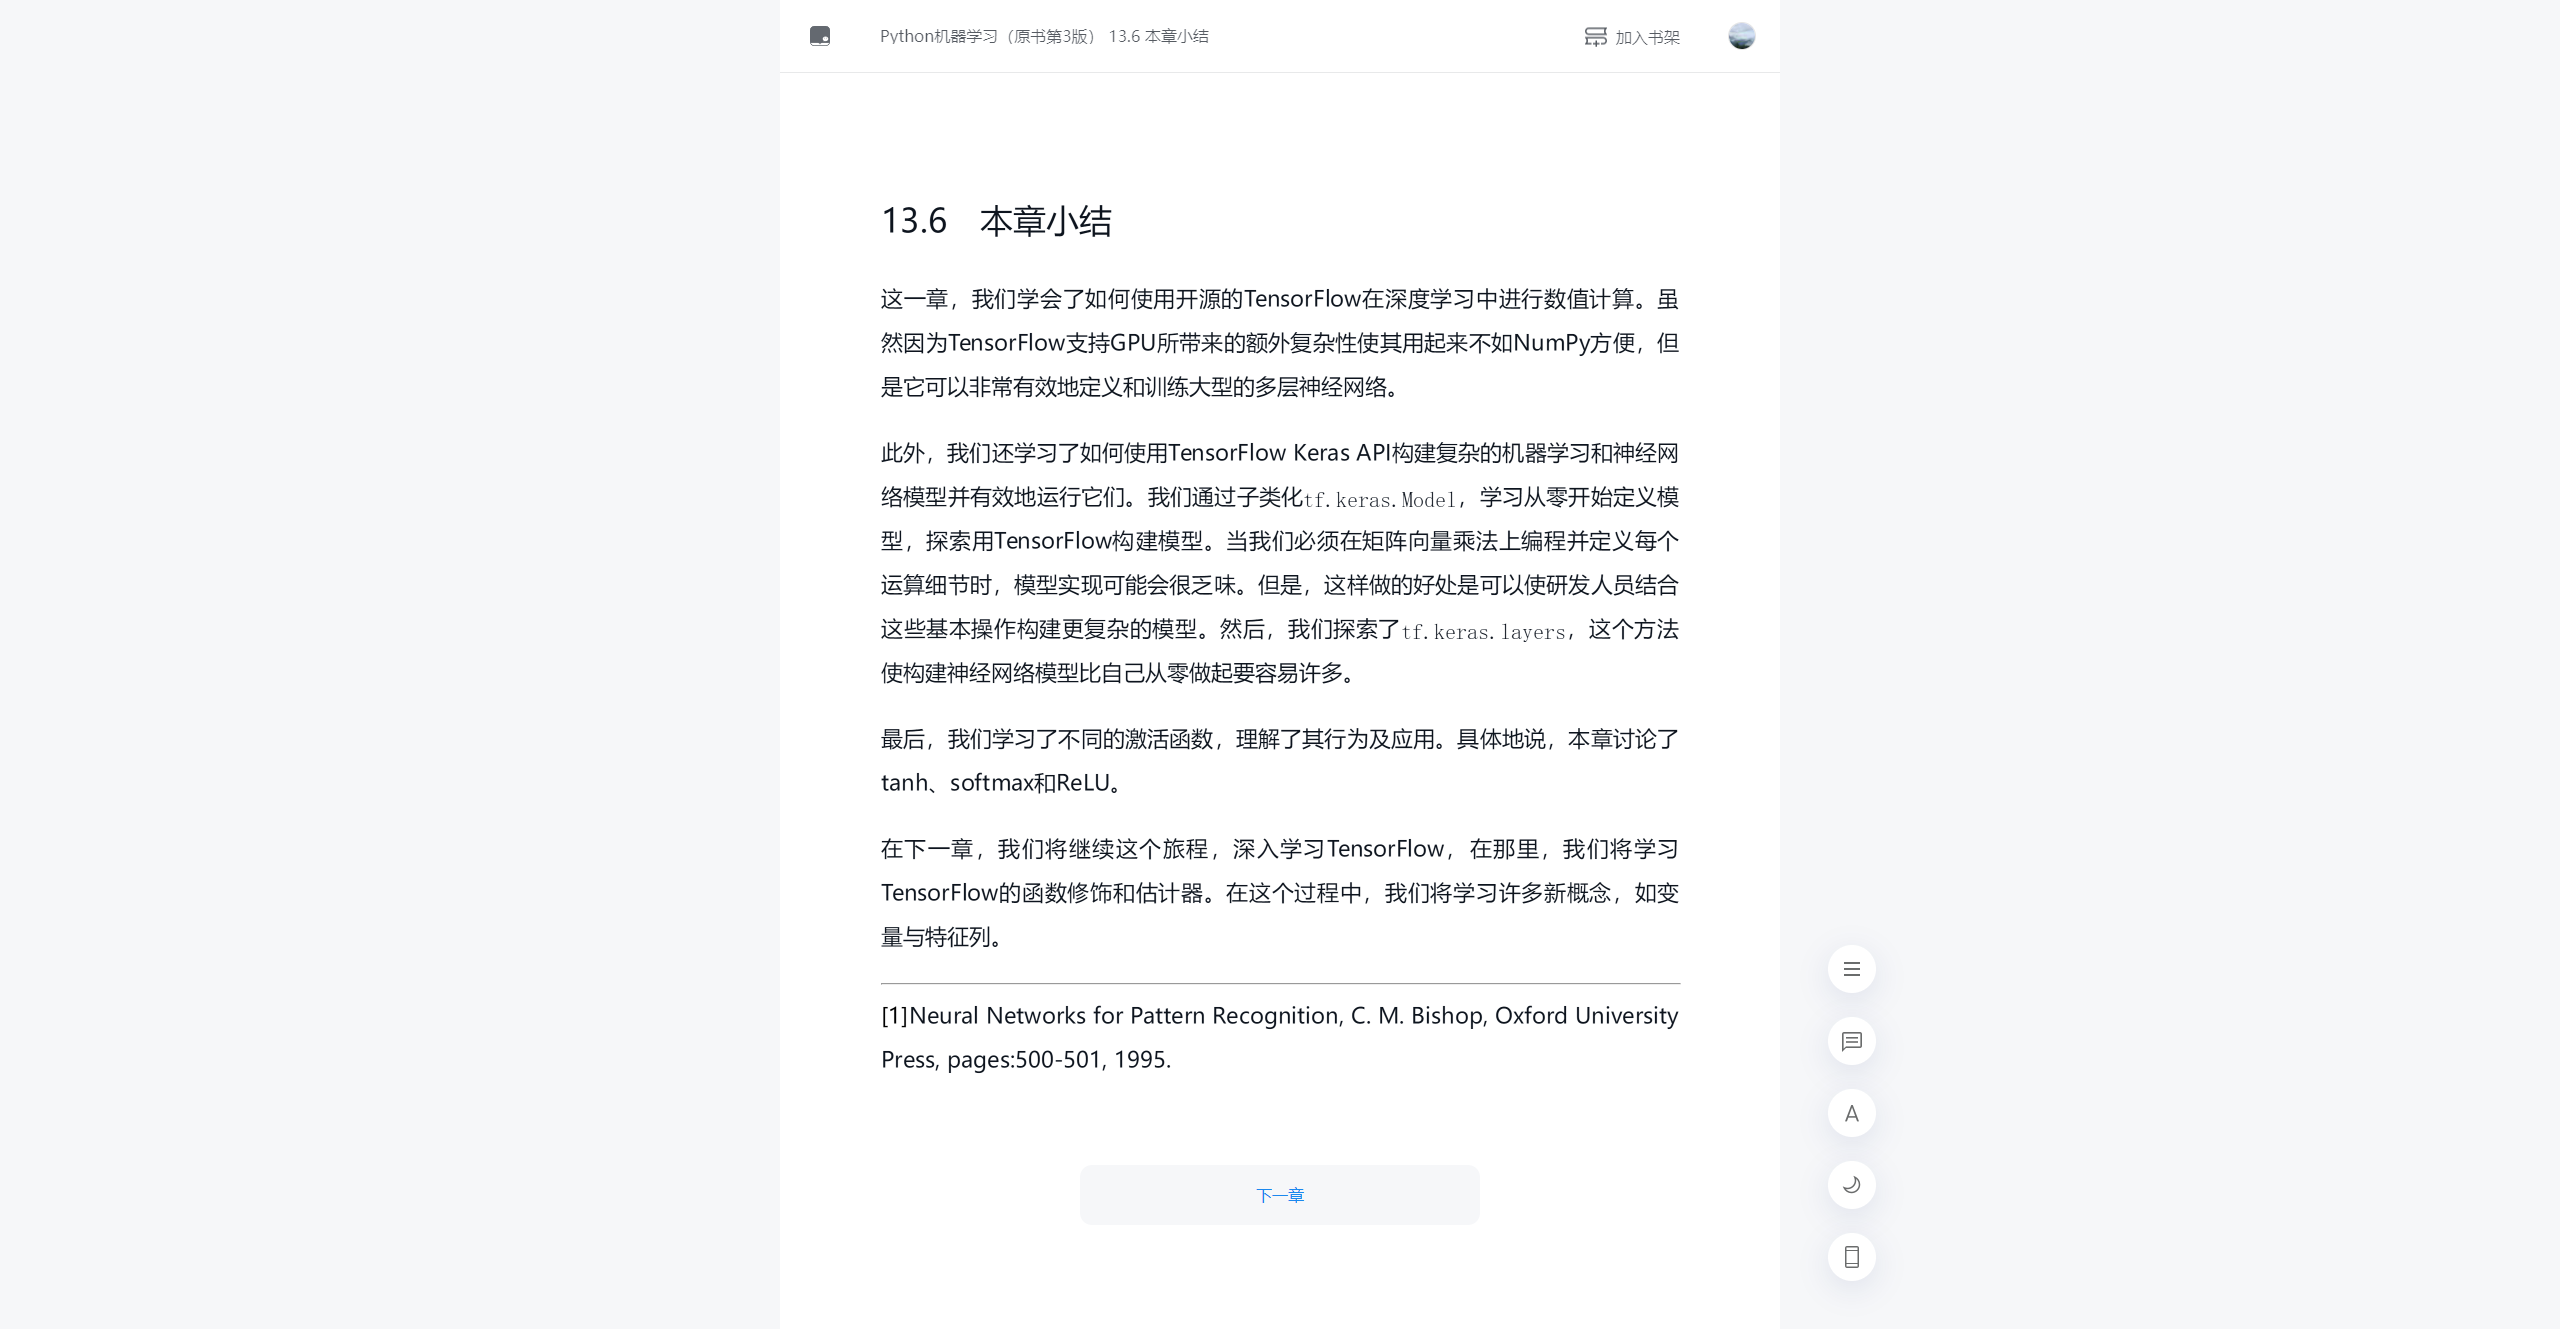 Python机器学习（原书第3版） 13.6 本章小结
加入书架
13.6 本章小结
这一章，我们学会了如何使用开源的TensorFlow在深度学习中进行数值计算。虽
然因为TensorFlow支持GPU所带来的额外复杂性使其用起来不如NumPy方便，但
是它可以非常有效地定义和训练大型的多层神经网络。
此外，我们还学习了如何使用TensorFlow Keras API构建复杂的机器学习和神经网
络模型并有效地运行它们。我们通过子类化tf.keras.Model，学习从零开始定义模
型，探索用TensorFlow构建模型。当我们必须在矩阵向量乘法上编程并定义每个
运算细节时，模型实现可能会很乏味。但是，这样做的好处是可以使研发人员结合
这些基本操作构建更复杂的模型。然后，我们探索了tf.keras.layers，这个方法
使构建神经网络模型比自己从零做起要容易许多。
最后，我们学习了不同的激活函数，理解了其行为及应用。具体地说，本章讨论了
tanh、softmax和ReLU。
在下一章，我们将继续这个旅程，深入学习TensorFlow，在那里，我们将学习
TensorFlow的函数修饰和估计器。在这个过程中，我们将学习许多新概念，如变
量与特征列。
[1]Neural Networks for Pattern Recognition, C. M. Bishop, Oxford University
Press, pages:500-501, 1995.
下一章
A